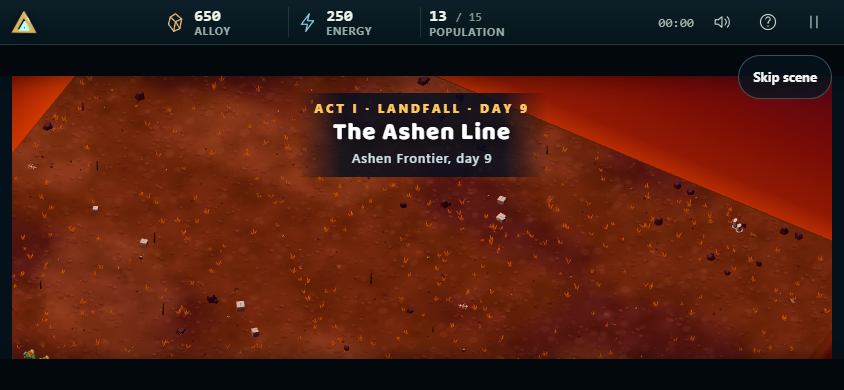 650
ALLOY
250
ENERGY
13 / 15
POPULATION
00:00
Skip scene
ACT I · LANDFALL · DAY 9
The Ashen Line
Ashen Frontier, day 9